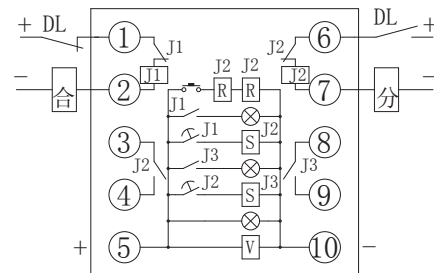 + DL ① J1 J2 ⑥ DL +
− 合 ② J1 J2 ⑦ 分 −
J2 J2
R R
J1
③ J1 S J2 ⑧
J2 J3 J3
④ J2 S J3 ⑨
+ ⑤ V ⑩ −